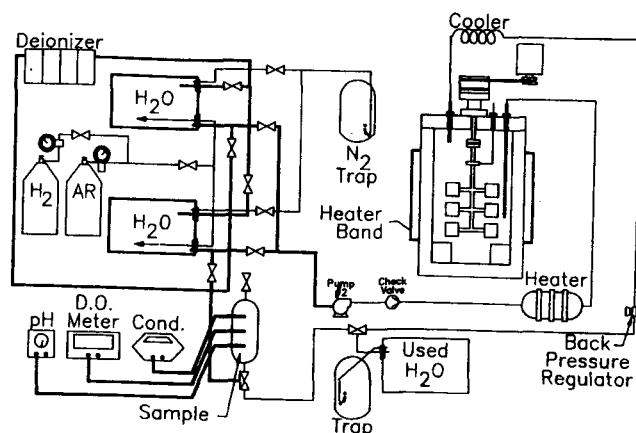 Cooler
Deionizer
H2O
H2
AR
N2
Trap
H2O
Heater
Band
Pump
Check
Valve
Heater
pH
D.O.
Meter
Cond.
Sample
Used
H2O
Trap
Back
Pressure
Regulator